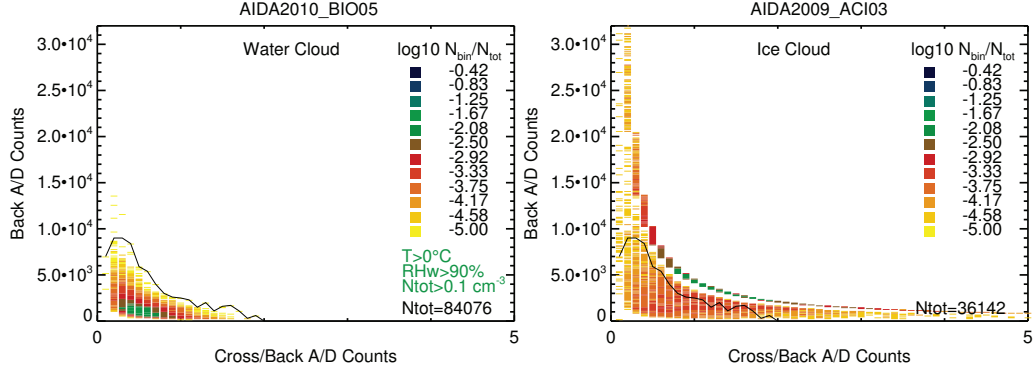 AIDA2010_BIO05
Back A/D Counts
3.0•10⁴
2.5•10⁴
2.0•10⁴
1.5•10⁴
1.0•10⁴
5.0•10³
0
Water Cloud
log10 N_bin/N_tot
-0.42
-0.83
-1.25
-1.67
-2.08
-2.50
-2.92
-3.33
-3.75
-4.17
-4.58
-5.00
T>0°C
RHw>90%
Ntot>0.1 cm⁻³
Ntot=84076
0
5
Cross/Back A/D Counts
AIDA2009_ACI03
Back A/D Counts
3.0•10⁴
2.5•10⁴
2.0•10⁴
1.5•10⁴
1.0•10⁴
5.0•10³
0
Ice Cloud
log10 N_bin/N_tot
-0.42
-0.83
-1.25
-1.67
-2.08
-2.50
-2.92
-3.33
-3.75
-4.17
-4.58
-5.00
Ntot=36142
0
5
Cross/Back A/D Counts